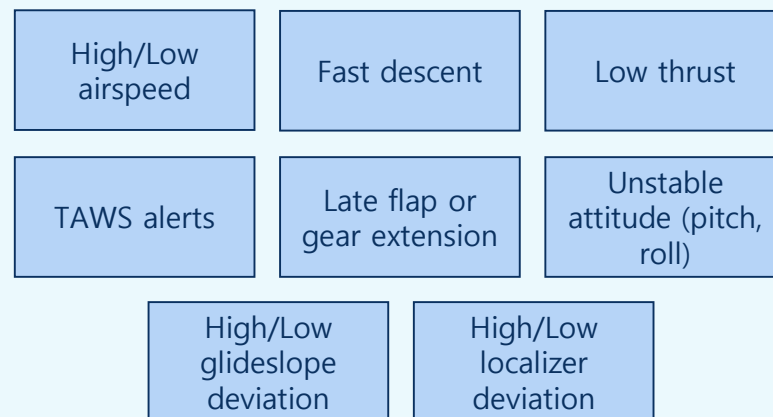 High/Low
airspeed
Fast descent
Low thrust
TAWS alerts
Late flap or
gear extension
Unstable
attitude (pitch,
roll)
High/Low
glideslope
deviation
High/Low
localizer
deviation